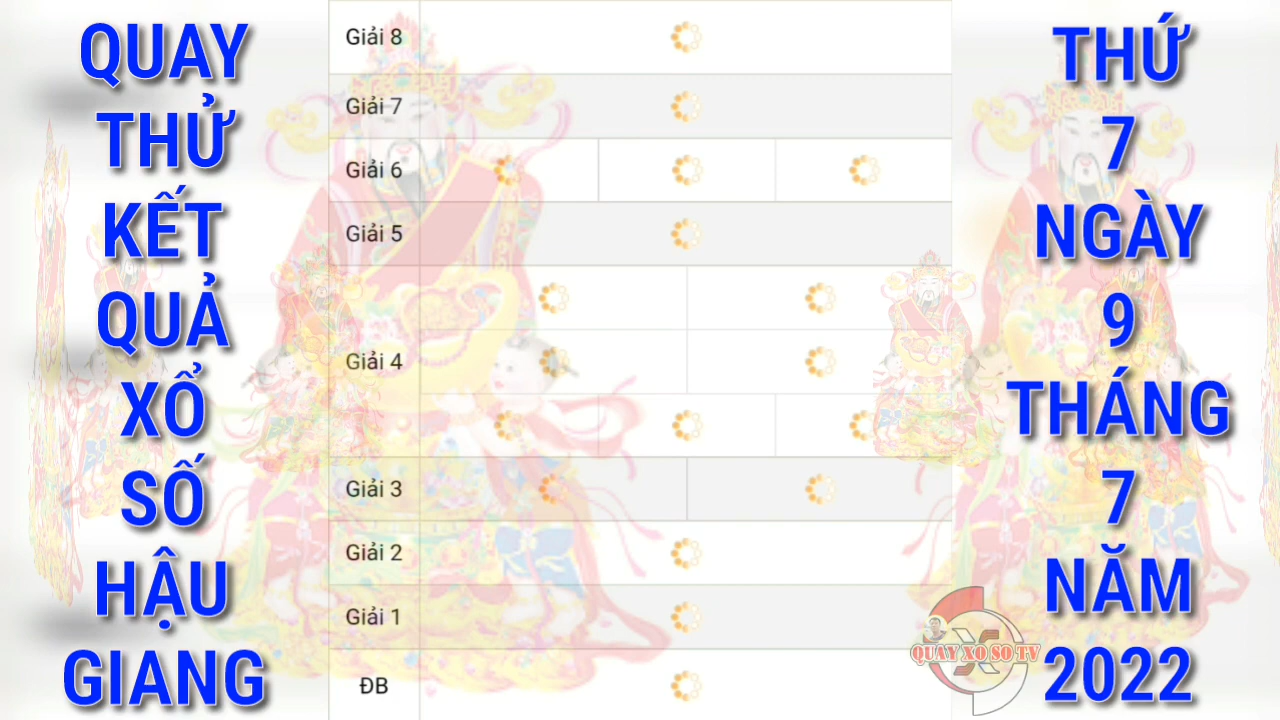 QUAY
THỬ
KẾT
QUẢ
XỔ
SỐ
HẬU
GIANG
Giải 8
Giải 7
Giải 6
Giải 5
Giải 4
Giải 3
Giải 2
Giải 1
ĐB
THỨ
7
NGÀY
9
THÁNG
7
NĂM
2022
QUAY XO SO TV